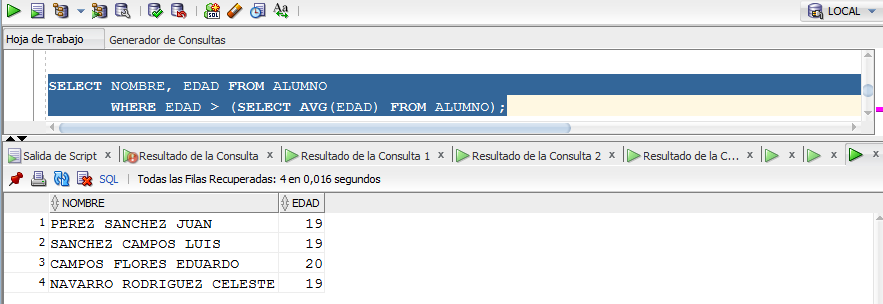 SQL
Aa
LOCAL
Hoja de Trabajo Generador de Consultas
SELECT NOMBRE, EDAD FROM ALUMNO
WHERE EDAD > (SELECT AVG(EDAD) FROM ALUMNO);
Salida de Script x Resultado de la Consulta x Resultado de la Consulta 1 x Resultado de la Consulta 2 x Resultado de la C... x x x
SQL | Todas las Filas Recuperadas: 4 en 0,016 segundos
NOMBRE EDAD
1 PEREZ SANCHEZ JUAN 19
2 SANCHEZ CAMPOS LUIS 19
3 CAMPOS FLORES EDUARDO 20
4 NAVARRO RODRIGUEZ CELESTE 19